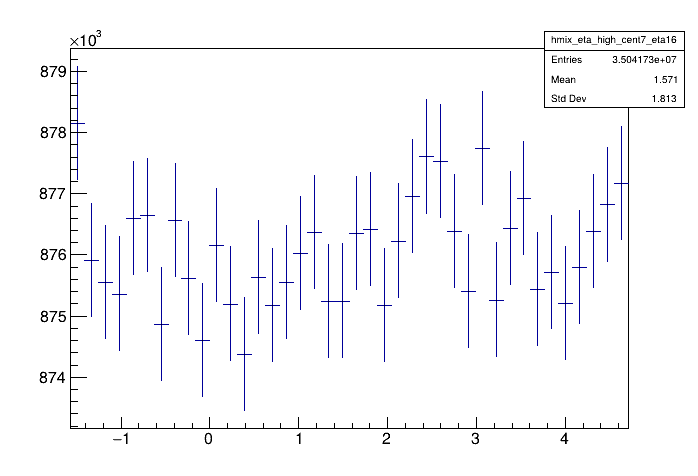 ×10³
hmix_eta_high_cent7_eta16
Entries 3.504173e+07
Mean 1.571
Std Dev 1.813
879
878
877
876
875
874
−1 0 1 2 3 4